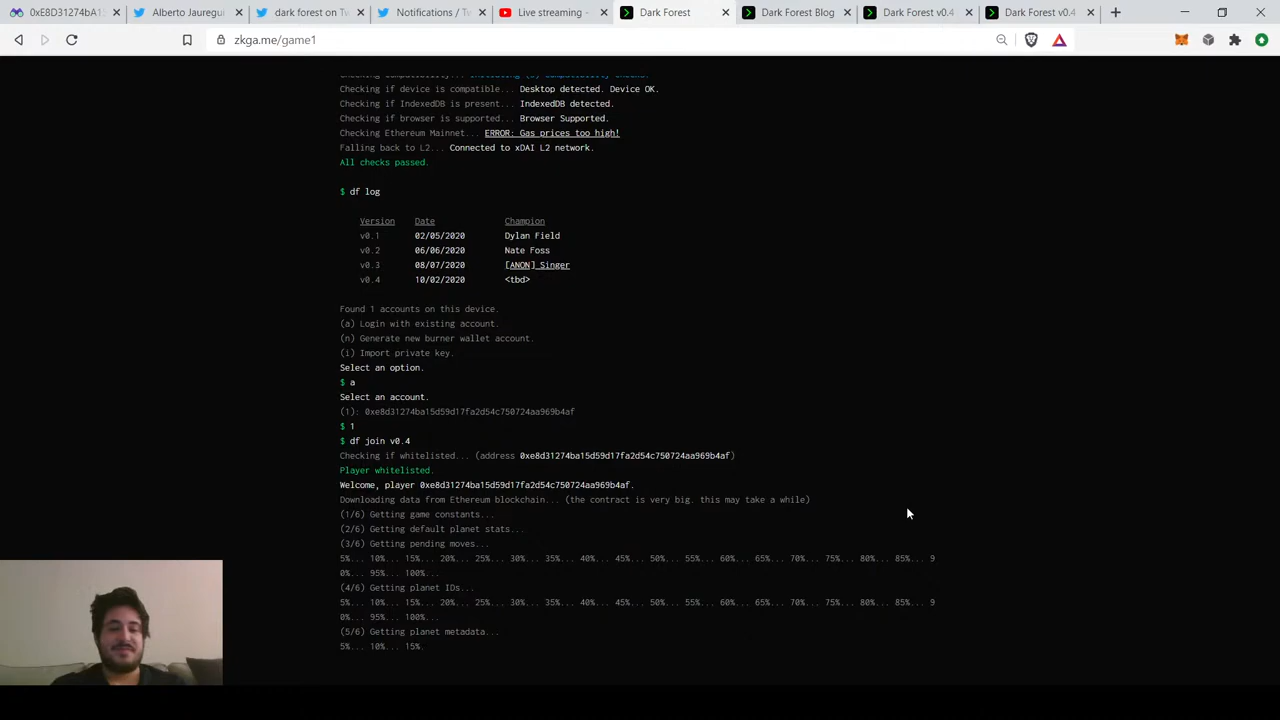 0xE8D31274bA1
Alberto Jauregu
dark forest on Tw
Notifications / Tw
Live streaming -
Dark Forest
Dark Forest Blog
Dark Forest v0.4
Dark Forest v0.4
zkga.me/game1
Checking compatibility... Initiating (5) compatibility checks.
Checking if device is compatible... Desktop detected. Device OK.
Checking if IndexedDB is present... IndexedDB detected.
Checking if browser is supported... Browser Supported.
Checking Ethereum Mainnet... ERROR: Gas prices too high!
Falling back to L2... Connected to xDAI L2 network.
All checks passed.
$ df log
Version Date Champion
v0.1 02/05/2020 Dylan Field
v0.2 06/06/2020 Nate Foss
v0.3 08/07/2020 [ANON] Singer
v0.4 10/02/2020 <tbd>
Found 1 accounts on this device.
(a) Login with existing account.
(n) Generate new burner wallet account.
(i) Import private key.
Select an option.
$ a
Select an account.
(1): 0xe8d31274ba15d59d17fa2d54c750724aa969b4af
$ 1
$ df join v0.4
Checking if whitelisted... (address 0xe8d31274ba15d59d17fa2d54c750724aa969b4af)
Player whitelisted.
Welcome, player 0xe8d31274ba15d59d17fa2d54c750724aa969b4af.
Downloading data from Ethereum blockchain... (the contract is very big. this may take a while)
(1/6) Getting game constants...
(2/6) Getting default planet stats...
(3/6) Getting pending moves...
5%... 10%... 15%... 20%... 25%... 30%... 35%... 40%... 45%... 50%... 55%... 60%... 65%... 70%... 75%... 80%... 85%... 9
0%... 95%... 100%...
(4/6) Getting planet IDs...
5%... 10%... 15%... 20%... 25%... 30%... 35%... 40%... 45%... 50%... 55%... 60%... 65%... 70%... 75%... 80%... 85%... 9
0%... 95%... 100%...
(5/6) Getting planet metadata...
5%... 10%... 15%.